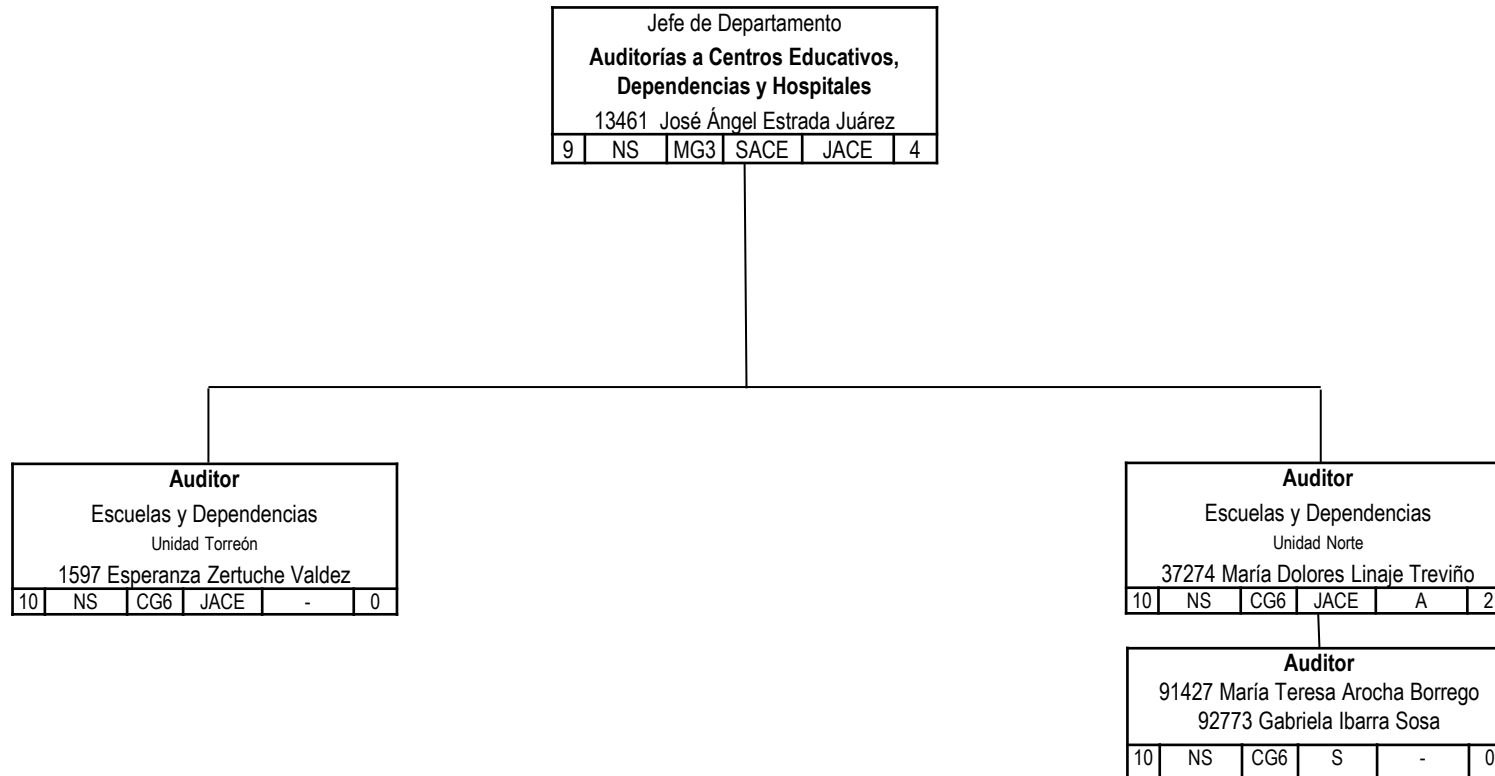 Jefe de Departamento
Auditorías a Centros Educativos,
Dependencias y Hospitales
13461 José Ángel Estrada Juárez
9 NS MG3 SACE JACE 4
Auditor
Escuelas y Dependencias
Unidad Torreón
1597 Esperanza Zertuche Valdez
10 NS CG6 JACE - 0
Auditor
Escuelas y Dependencias
Unidad Norte
37274 María Dolores Linaje Treviño
10 NS CG6 JACE A 2
Auditor
91427 María Teresa Arocha Borrego
92773 Gabriela Ibarra Sosa
10 NS CG6 S - 0